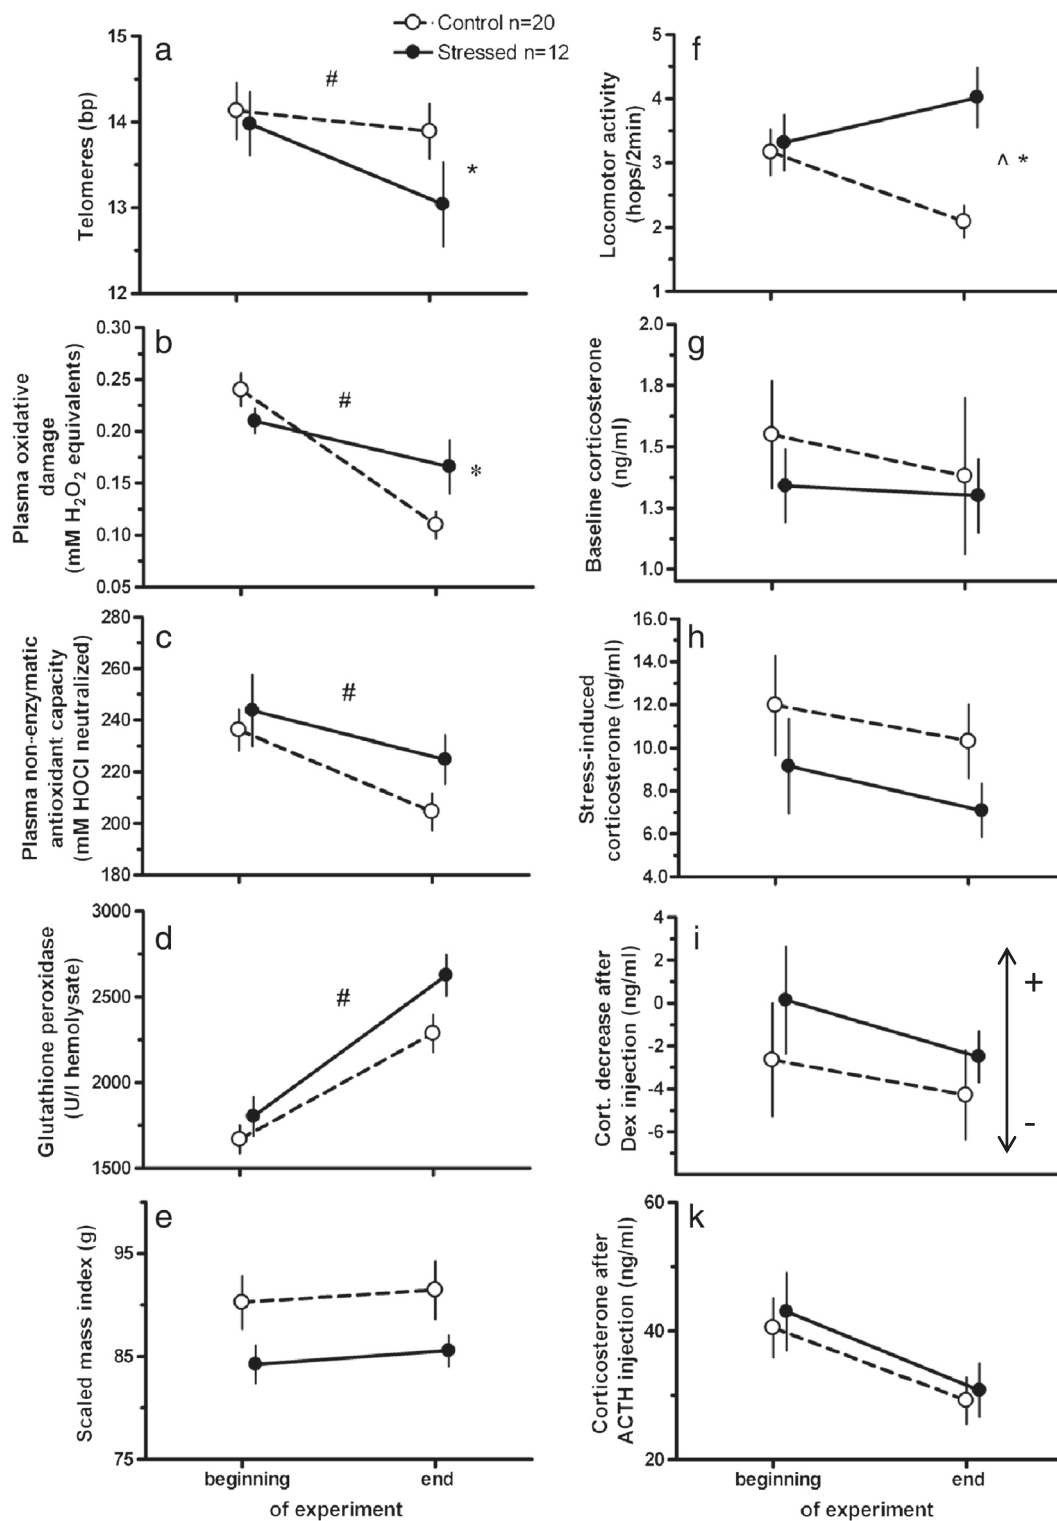 Control n=20
Stressed n=12
a
#
*
Telomeres (bp)
15
14
13
12
b
#
*
Plasma oxidative
damage
(mM H2O2 equivalents)
0.30
0.25
0.20
0.15
0.10
0.05
c
#
Plasma non-enzymatic
antioxidant capacity
(mM HOCl neutralized)
280
260
240
220
200
180
d
#
Glutathione peroxidase
(U/l hemolysate)
3000
2500
2000
1500
e
Scaled mass index (g)
95
85
75
beginning end
of experiment
f
^ *
Locomotor activity
(hops/2min)
5
4
3
2
1
g
Baseline corticosterone
(ng/ml)
2.0
1.8
1.5
1.3
1.0
h
Stress-induced
corticosterone (ng/ml)
16.0
14.0
12.0
10.0
8.0
6.0
4.0
i
+
-
Cort. decrease after
Dex injection (ng/ml)
4
2
0
-2
-4
-6
k
Corticosterone after
ACTH injection (ng/ml)
60
40
20
beginning end
of experiment